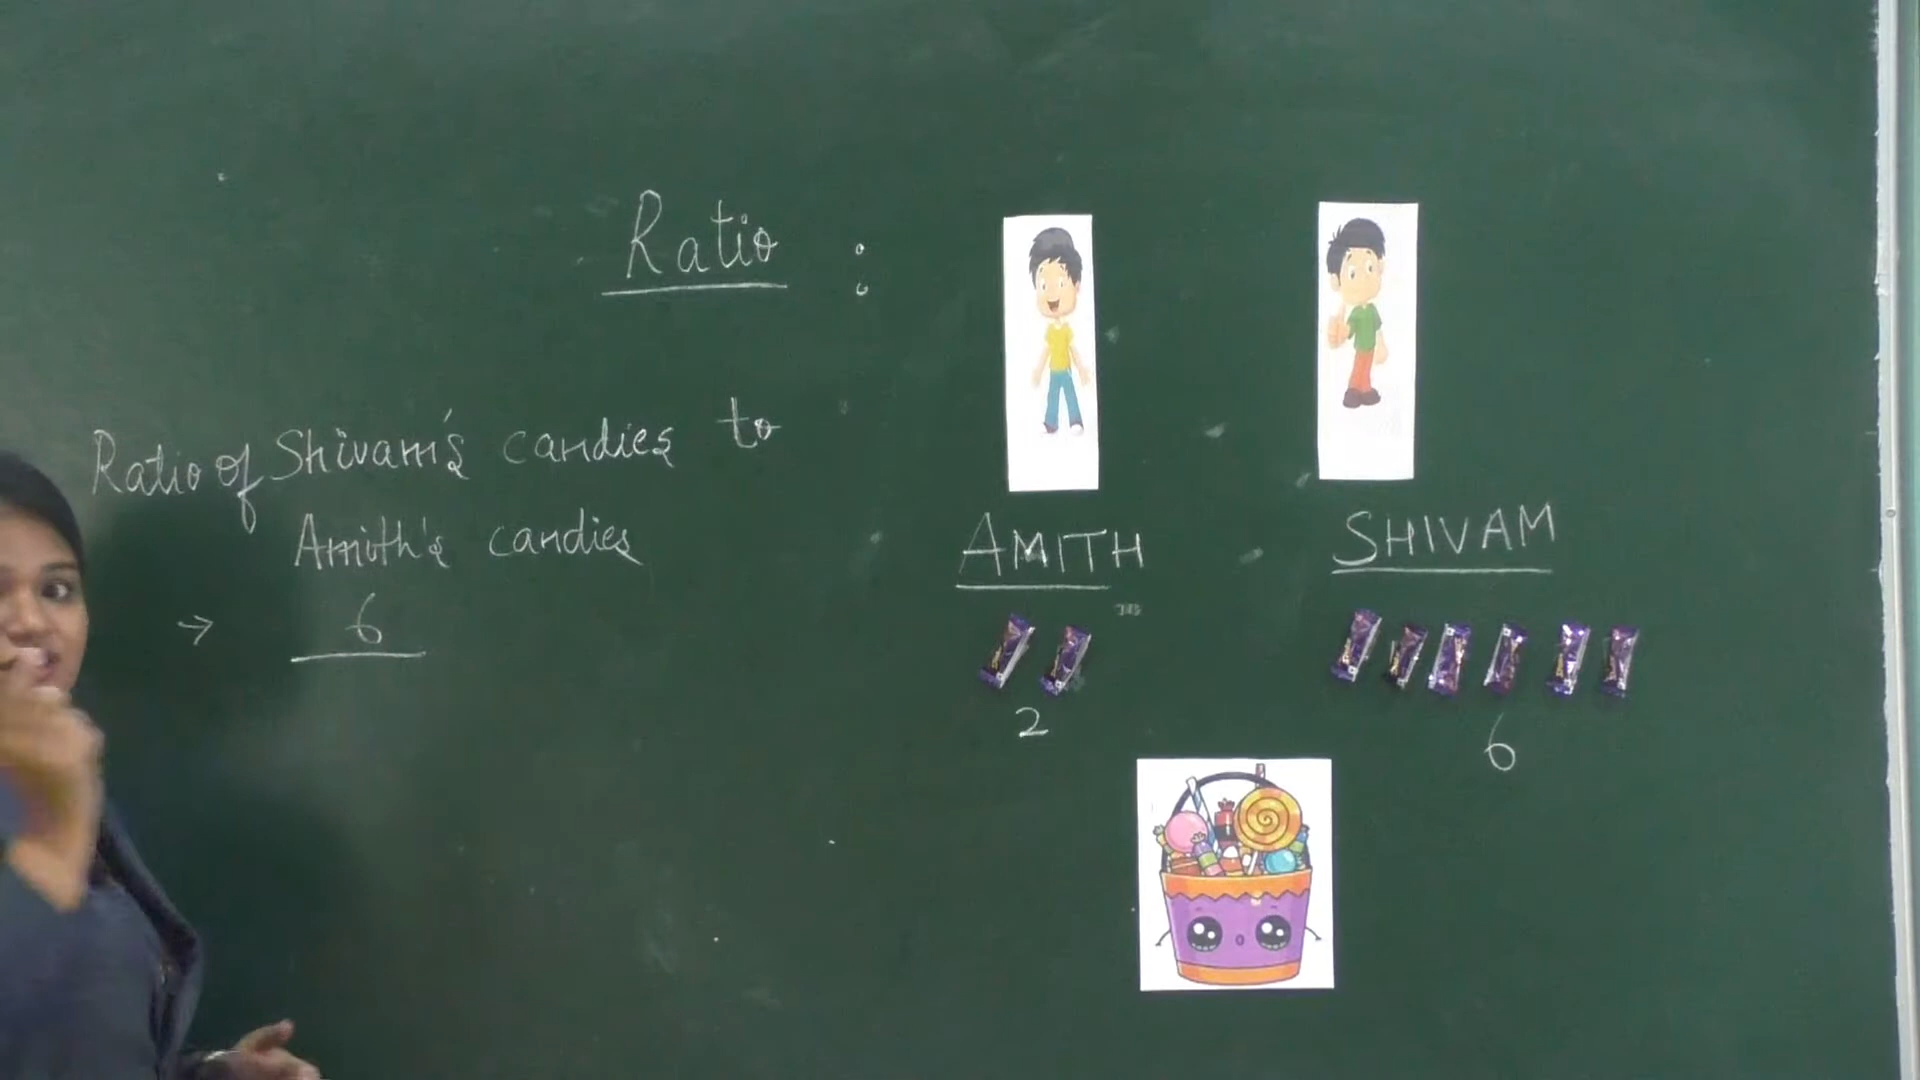 Ratio :
Ratio of Shivam's candies to
Amith's candies
→ 6
AMITH
SHIVAM
2
6